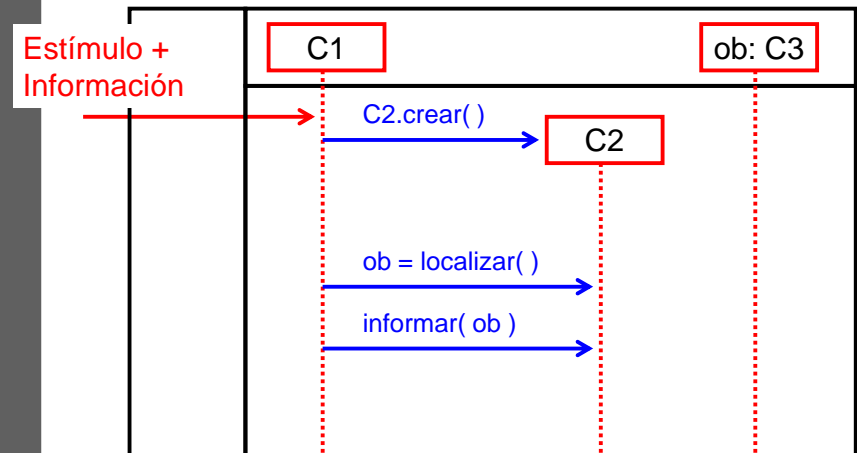 Estímulo +
Información
C1
ob: C3
C2.crear( )
C2
ob = localizar( )
informar( ob )